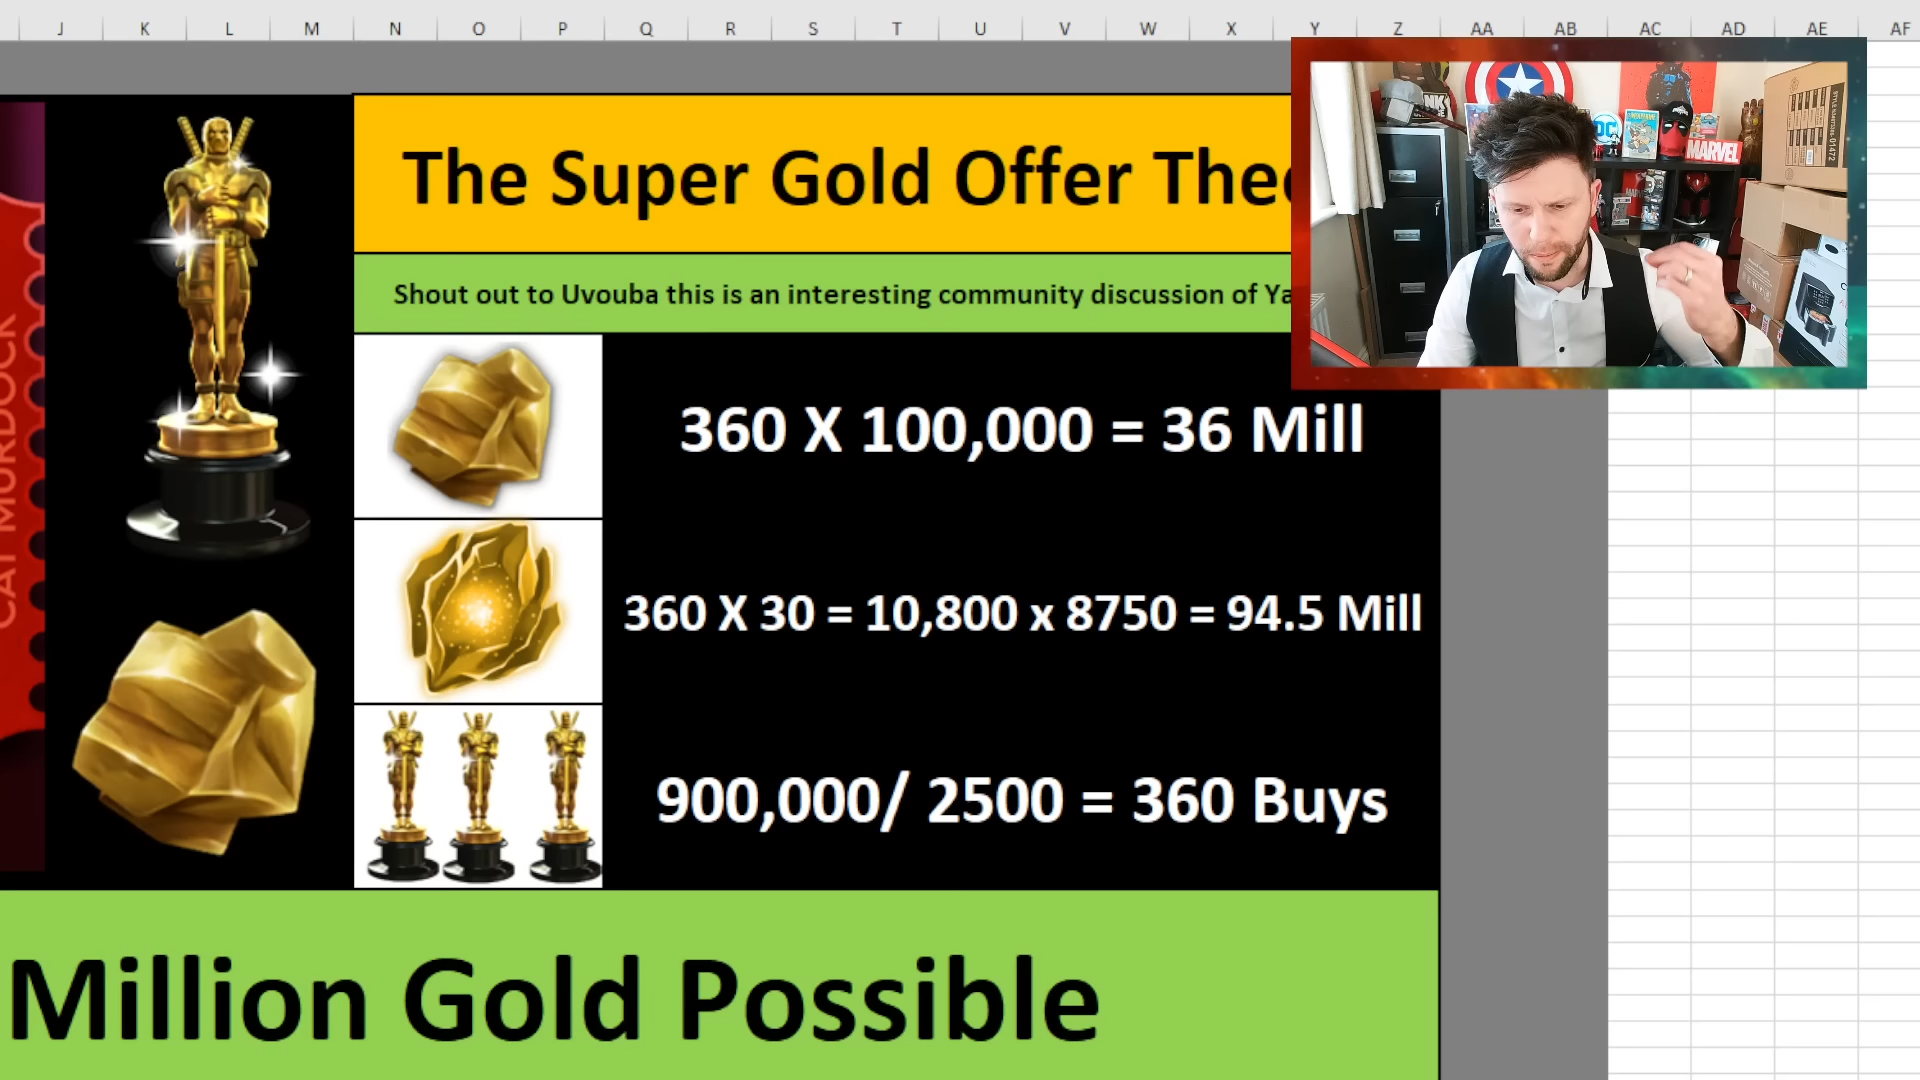 J K L M N O P Q R S T U V W X Y Z AA AB AC AD AE AF
The Super Gold Offer
Shout out to Uvouba this is an interesting community discussion of
CAT MURDOCK
360 X 100,000 = 36 Mill
360 X 30 = 10,800 x 8750 = 94.5 Mill
900,000/ 2500 = 360 Buys
Million Gold Possible
DC
MARVEL